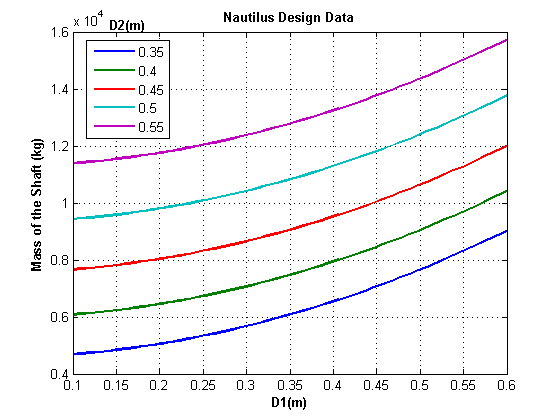 Nautilus Design Data
x 10⁴
D2(m)
0.35
0.4
0.45
0.5
0.55
1.6
1.4
1.2
1
0.8
0.6
0.4
Mass of the Shaft (kg)
0.1 0.15 0.2 0.25 0.3 0.35 0.4 0.45 0.5 0.55 0.6
D1(m)